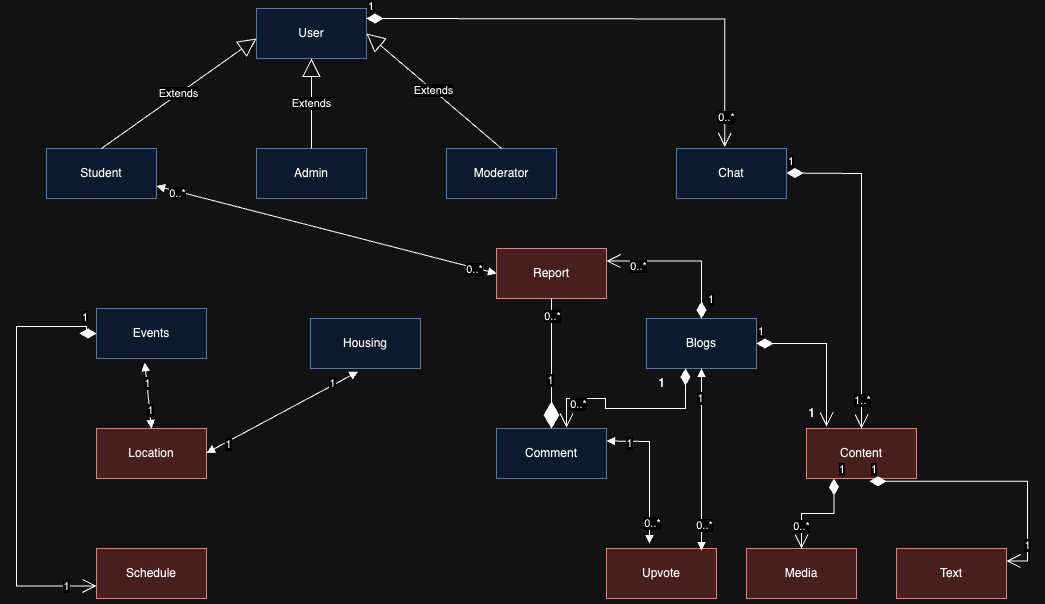 1
User
Extends
Extends
Extends
0..*
Student
Admin
Moderator
Chat
1
0..*
0..*
Report
0..*
1
0..*
1
Events
Housing
Blogs
1
1
1
1
1
0..*
1
1
1..*
1
1
Location
1
Comment
1
Content
1
1
0..*
0..*
0..*
1
Schedule
1
Upvote
Media
Text